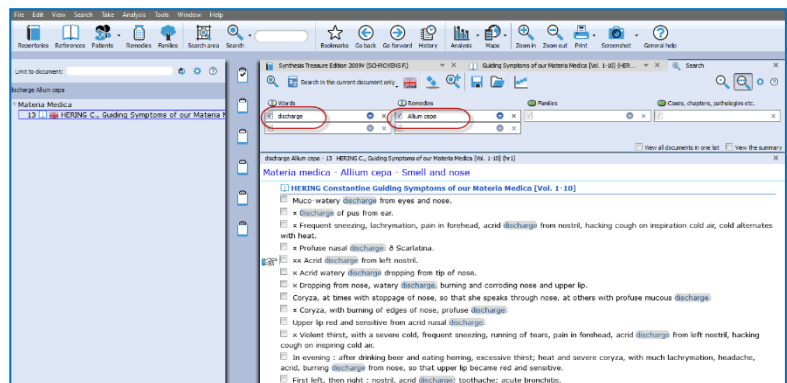 File Edit View Search Take Analysis Tools Window Help
Repertories References Patients Remedies Families Search area Search Bookmarks Go back Go forward History Analysis Maps Zoom in Zoom out Print Screenshot General help
Limit to document:
discharge Alium cepa
Materia Medica
13 HERING C., Guiding Symptoms of our Materia M
Synthesis Treasure Edition 2009V (SCHROYENS F.)
Guiding Symptoms of our Materia Medica [Vol. 1-10] (HER...
Search
Search in the current document only
Words Remedies Families Cases, chapters, pathologies etc.
discharge Allium cepa
View all documents in one list View the summary
discharge Alium cepa - 13 HERING C., Guiding Symptoms of our Materia Medica [Vol. 1-10] (hr1)
Materia medica - Allium cepa - Smell and nose
HERING Constantine Guiding Symptoms of our Materia Medica [Vol. 1-10]
Muco-watery discharge from eyes and nose.
x Discharge of pus from ear.
x Frequent sneezing, lachrymation, pain in forehead, acrid discharge from nostril, hacking cough on inspiration cold air, cold alternates
with heat.
x Profuse nasal discharge. ð Scarlatina.
xx Acrid discharge from left nostril.
x Acrid watery discharge dropping from tip of nose.
x Dropping from nose, watery discharge, burning and corroding nose and upper lip.
Coryza, at times with stoppage of nose, so that she speaks through nose, at others with profuse mucous discharge.
x Coryza, with burning of edges of nose, profuse discharge.
Upper lip red and sensitive from acrid nasal discharge.
x Violent thirst, with a severe cold, frequent sneezing, running of tears, pain in forehead, acrid discharge from left nostril, hacking
cough on inspiring cold air.
In evening : after drinking beer and eating herring, excessive thirst; heat and severe coryza, with much lachrymation, headache,
acrid, burning discharge from nose, so that upper lip became red and sensitive.
First left, then right : nostril, acrid discharge; toothache; acute bronchitis.